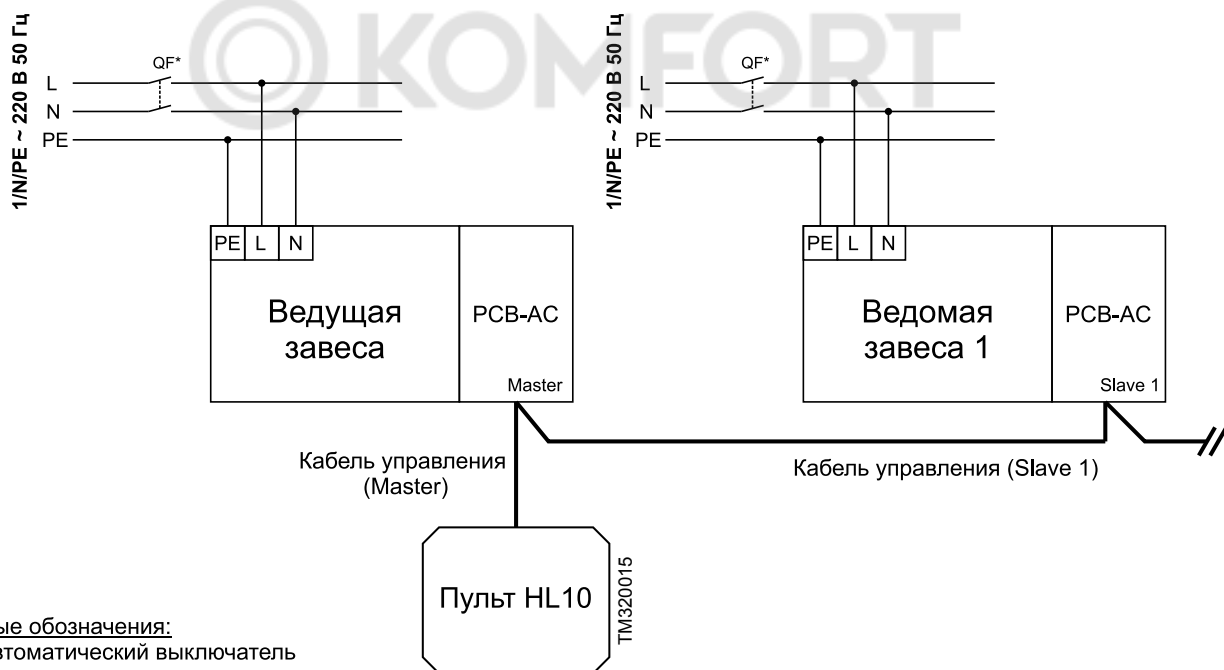 KOMFORT
1/N/PE ~ 220 В 50 Гц
L
N
PE
QF*
PE L N
Ведущая
завеса
PCB-AC
Master
1/N/PE ~ 220 В 50 Гц
L
N
PE
QF*
PE L N
Ведомая
завеса 1
PCB-AC
Slave 1
Кабель управления
(Master)
Кабель управления (Slave 1)
Пульт HL10
TM320015
ые обозначения:
втоматический выключатель